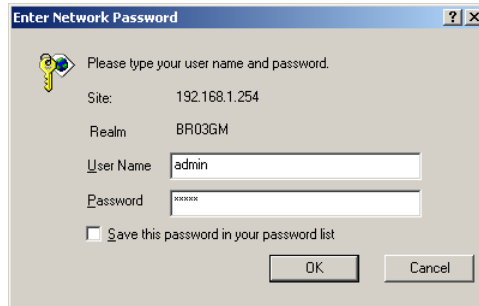 Enter Network Password
Please type your user name and password.
Site: 192.168.1.254
Realm BR03GM
User Name admin
Password xxxxx
Save this password in your password list
OK Cancel